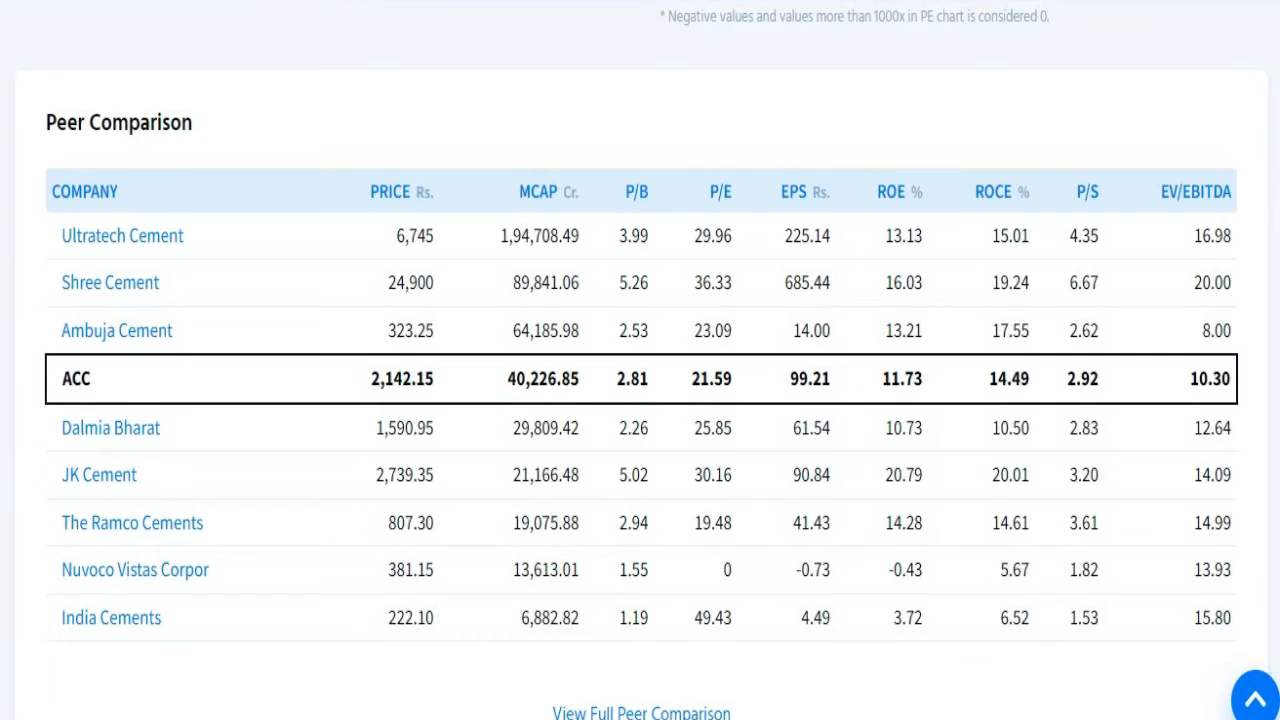 * Negative values and values more than 1000x in PE chart is considered 0.
Peer Comparison
COMPANY PRICE Rs. MCAP Cr. P/B P/E EPS Rs. ROE % ROCE % P/S EV/EBITDA
Ultratech Cement 6,745 1,94,708.49 3.99 29.96 225.14 13.13 15.01 4.35 16.98
Shree Cement 24,900 89,841.06 5.26 36.33 685.44 16.03 19.24 6.67 20.00
Ambuja Cement 323.25 64,185.98 2.53 23.09 14.00 13.21 17.55 2.62 8.00
ACC 2,142.15 40,226.85 2.81 21.59 99.21 11.73 14.49 2.92 10.30
Dalmia Bharat 1,590.95 29,809.42 2.26 25.85 61.54 10.73 10.50 2.83 12.64
JK Cement 2,739.35 21,166.48 5.02 30.16 90.84 20.79 20.01 3.20 14.09
The Ramco Cements 807.30 19,075.88 2.94 19.48 41.43 14.28 14.61 3.61 14.99
Nuvoco Vistas Corpor 381.15 13,613.01 1.55 0 -0.73 -0.43 5.67 1.82 13.93
India Cements 222.10 6,882.82 1.19 49.43 4.49 3.72 6.52 1.53 15.80
View Full Peer Comparison